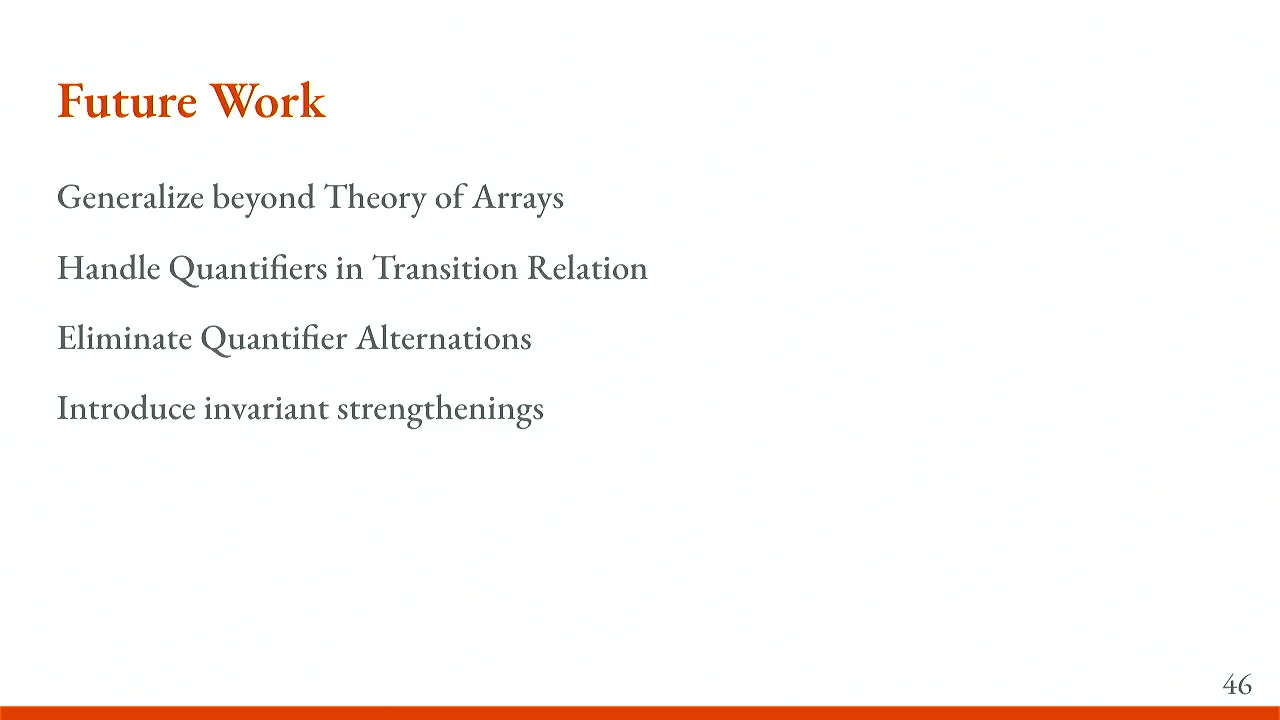 Future Work
Generalize beyond Theory of Arrays
Handle Quantifiers in Transition Relation
Eliminate Quantifier Alternations
Introduce invariant strengthenings
46